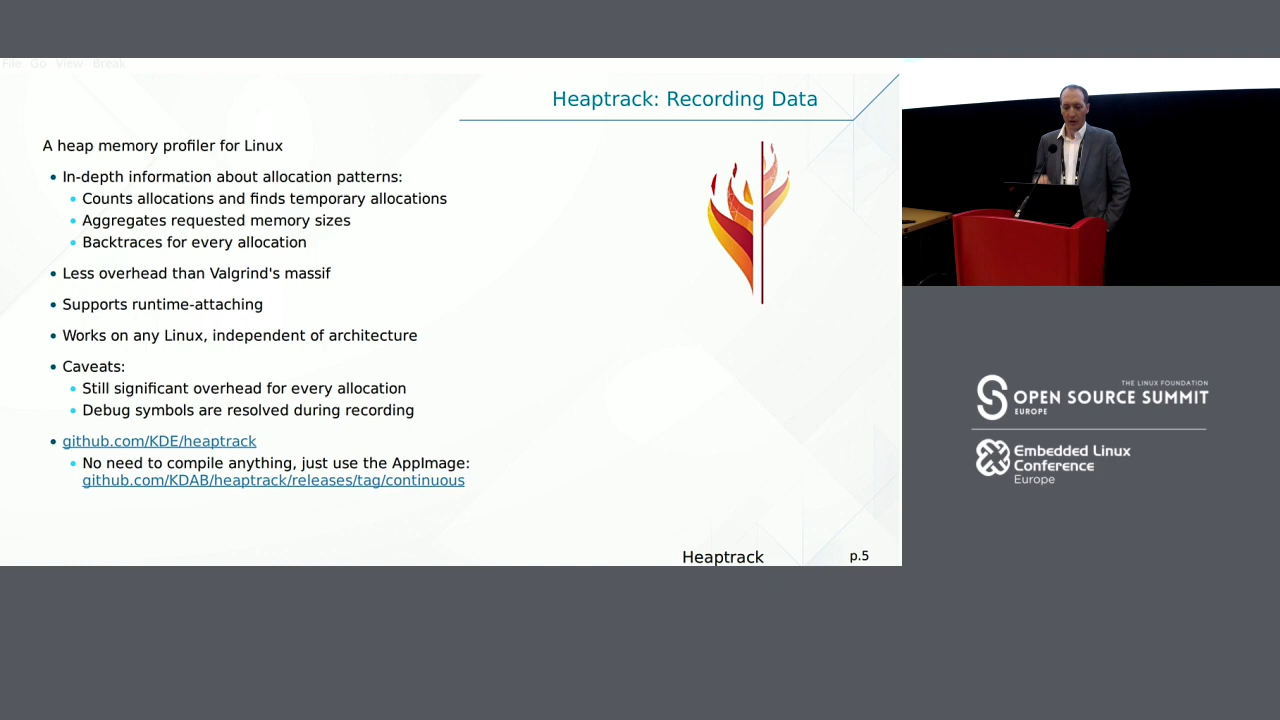 File Go View Break
Heaptrack: Recording Data
A heap memory profiler for Linux
• In-depth information about allocation patterns:
• Counts allocations and finds temporary allocations
• Aggregates requested memory sizes
• Backtraces for every allocation
• Less overhead than Valgrind's massif
• Supports runtime-attaching
• Works on any Linux, independent of architecture
• Caveats:
• Still significant overhead for every allocation
• Debug symbols are resolved during recording
• github.com/KDE/heaptrack
• No need to compile anything, just use the AppImage:
github.com/KDAB/heaptrack/releases/tag/continuous
Heaptrack
p.5
THE LINUX FOUNDATION
OPEN SOURCE SUMMIT
EUROPE
Embedded Linux
Conference
Europe